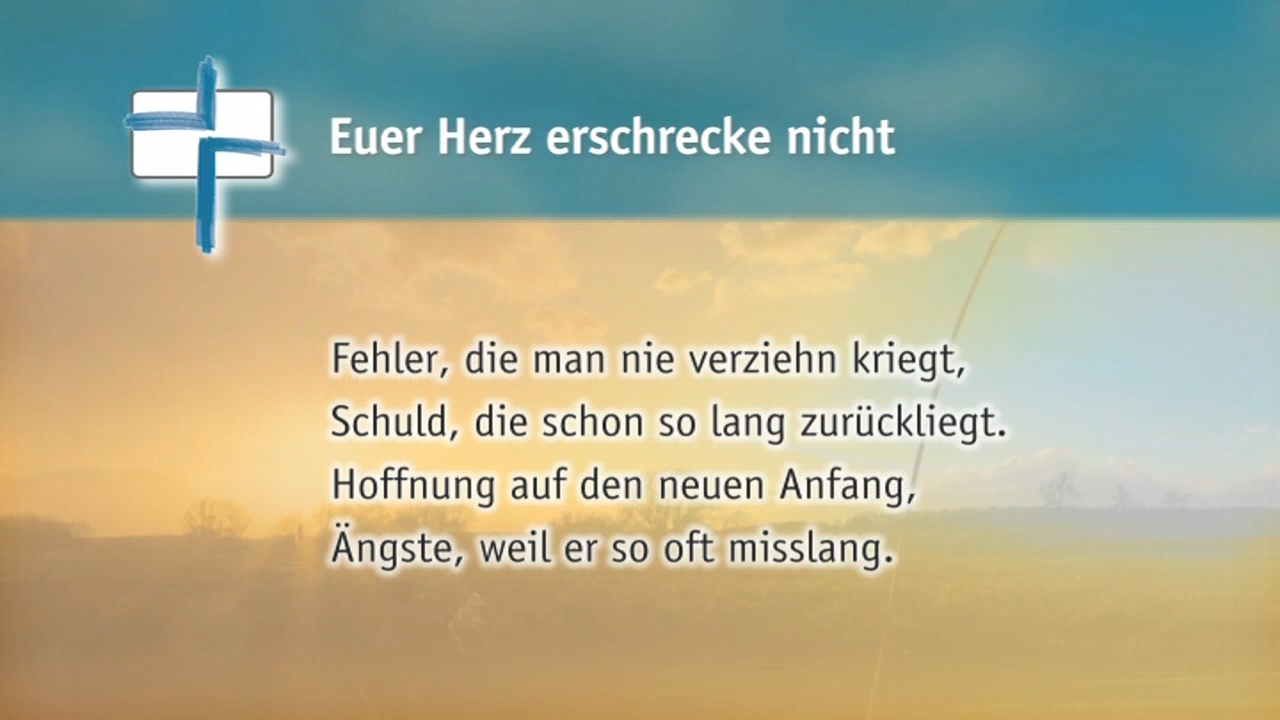 Euer Herz erschrecke nicht
Fehler, die man nie verziehn kriegt,
Schuld, die schon so lang zurückliegt.
Hoffnung auf den neuen Anfang,
Ängste, weil er so oft misslang.